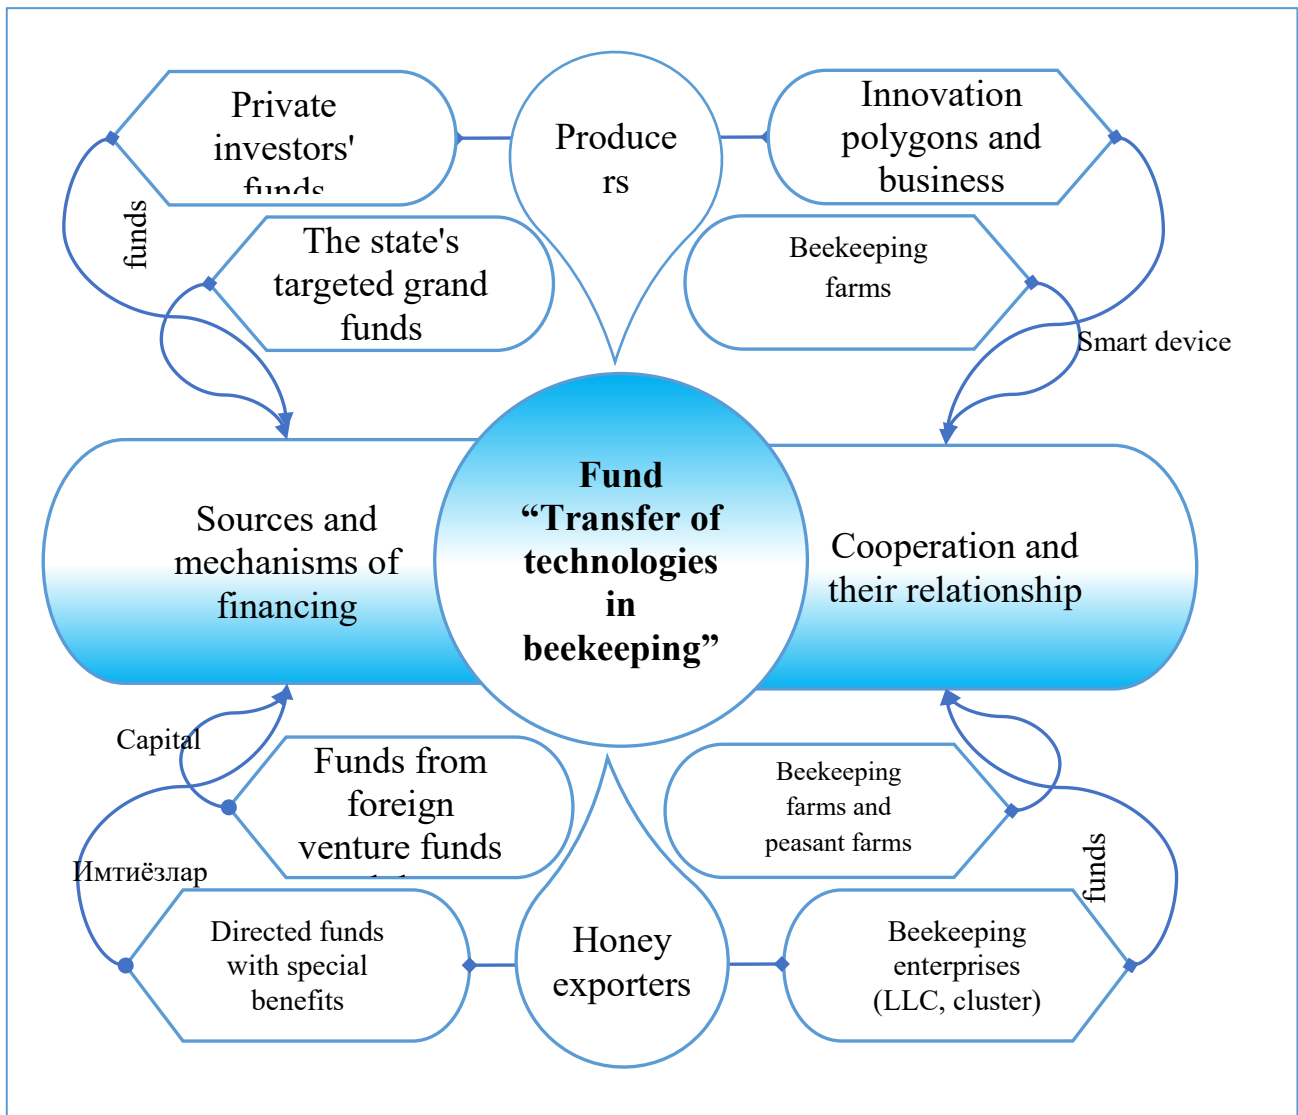 Private
investors'
funds
Produce
rs
Innovation
polygons and
business
funds
The state's
targeted grand
funds
Beekeeping
farms
Smart device
Sources and
mechanisms of
financing
Fund
“Transfer of
technologies
in
beekeeping”
Cooperation and
their relationship
Capital
Funds from
foreign
venture funds
Beekeeping
farms and
peasant farms
Имтиёзлар
funds
Directed funds
with special
benefits
Honey
exporters
Beekeeping
enterprises
(LLC, cluster)